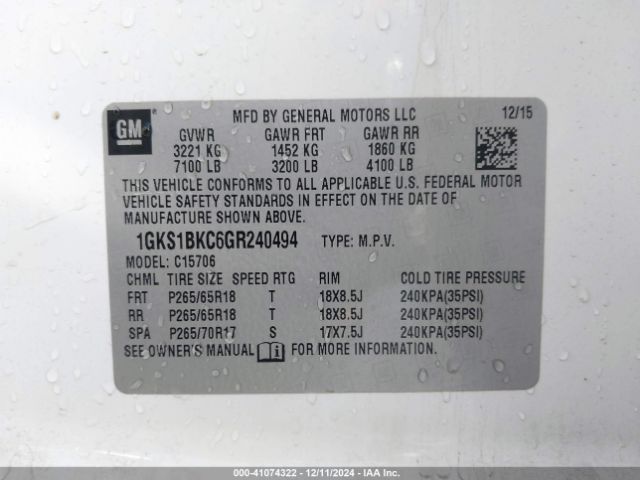 GM
MFD BY GENERAL MOTORS LLC 12/15
GVWR GAWR FRT GAWR RR
3221 KG 1452 KG 1860 KG
7100 LB 3200 LB 4100 LB
THIS VEHICLE CONFORMS TO ALL APPLICABLE U.S. FEDERAL MOTOR
VEHICLE SAFETY STANDARDS IN EFFECT ON THE DATE OF
MANUFACTURE SHOWN ABOVE.
1GKS1BKC6GR240494 TYPE: M.P.V.
MODEL: C15706
CHML TIRE SIZE SPEED RTG RIM COLD TIRE PRESSURE
FRT P265/65R18 T 18X8.5J 240KPA(35PSI)
RR P265/65R18 T 18X8.5J 240KPA(35PSI)
SPA P265/70R17 S 17X7.5J 240KPA(35PSI)
SEE OWNER'S MANUAL FOR MORE INFORMATION.
000-41074322 - 12/11/2024 - IAA Inc.